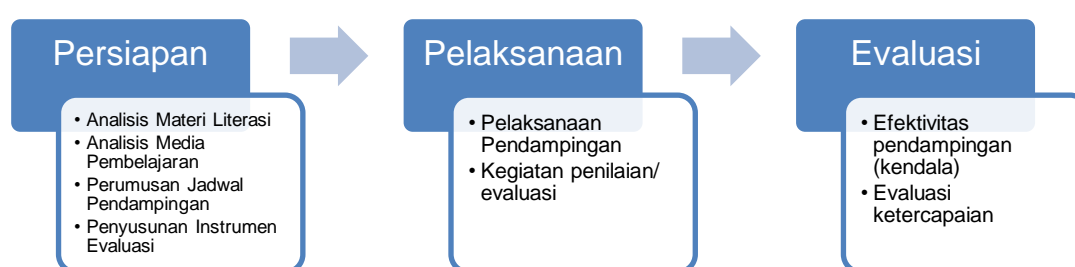 Persiapan
• Analisis Materi Literasi
• Analisis Media
Pembelajaran
• Perumusan Jadwal
Pendampingan
• Penyusunan Instrumen
Evaluasi
Pelaksanaan
• Pelaksanaan
Pendampingan
• Kegiatan penilaian/
evaluasi
Evaluasi
• Efektivitas
pendampingan
(kendala)
• Evaluasi
ketercapaian